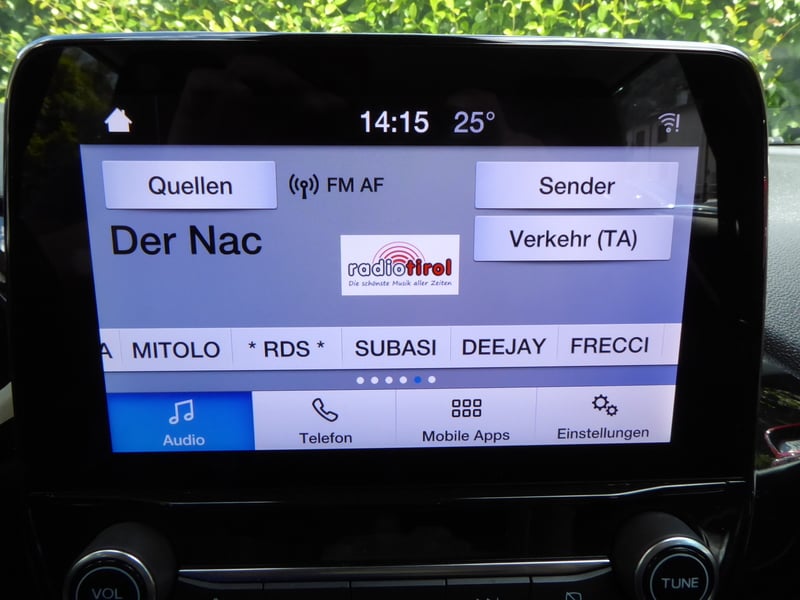 14:15 25°
Quellen FM AF Sender
Der Nac
radiotirol
Die schönste Musik aller Zeiten
Verkehr (TA)
A MITOLO * RDS * SUBASI DEEJAY FRECCI
Audio Telefon Mobile Apps Einstellungen
VOL TUNE